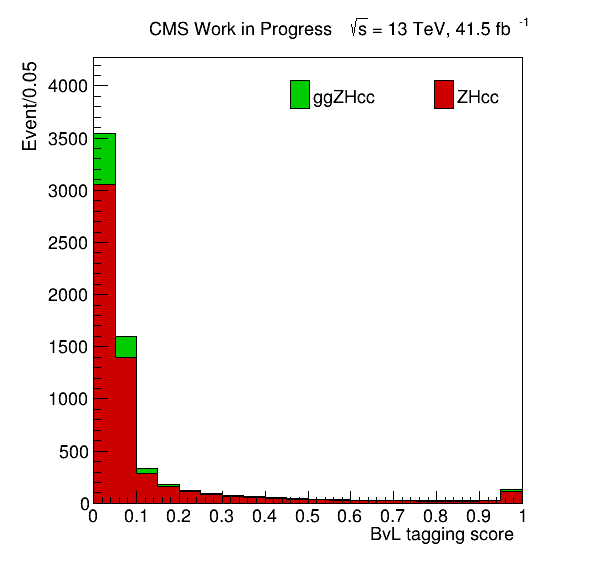 CMS Work in Progress √s = 13 TeV, 41.5 fb -1
Event/0.05
ggZHcc ZHcc
4000
3500
3000
2500
2000
1500
1000
500
0
0 0.1 0.2 0.3 0.4 0.5 0.6 0.7 0.8 0.9 1
BvL tagging score